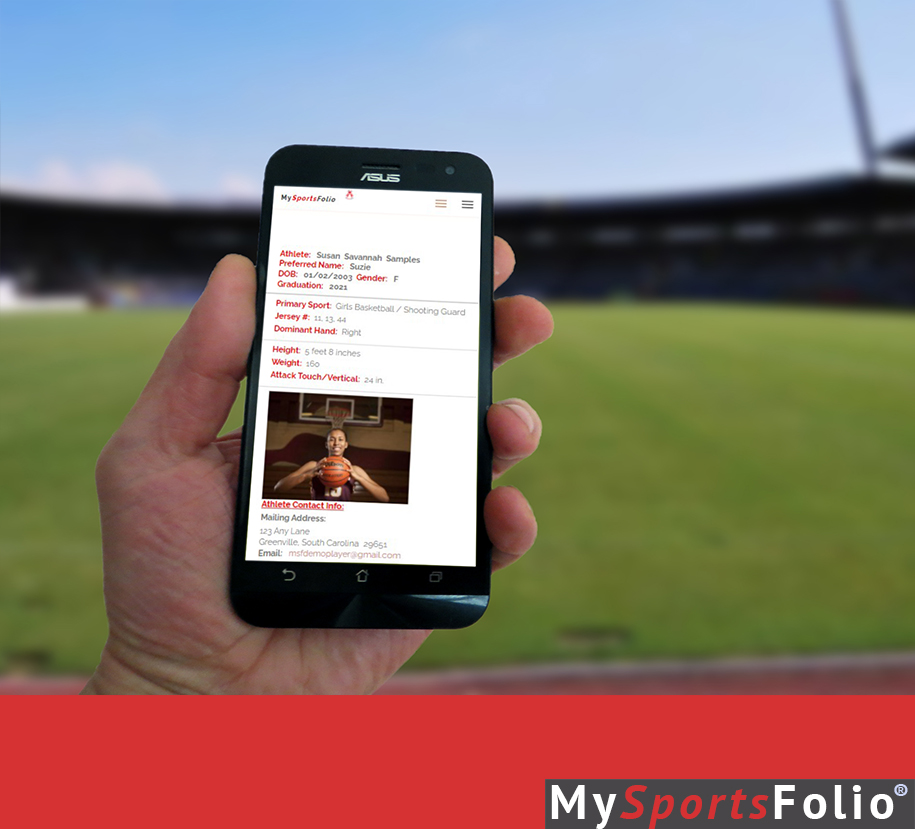 ASUS
MySportsFolio
Athlete: Susan Savannah Samples
Preferred Name: Suzie
DOB: 01/02/2003 Gender: F
Graduation: 2021
Primary Sport: Girls Basketball / Shooting Guard
Jersey #: 11, 13, 44
Dominant Hand: Right
Height: 5 feet 8 inches
Weight: 160
Attack Touch/Vertical: 24 in.
Athlete Contact Info:
Mailing Address:
123 Any Lane
Greenville, South Carolina 29651
Email: msfdemoplayer@gmail.com
MySportsFolio®